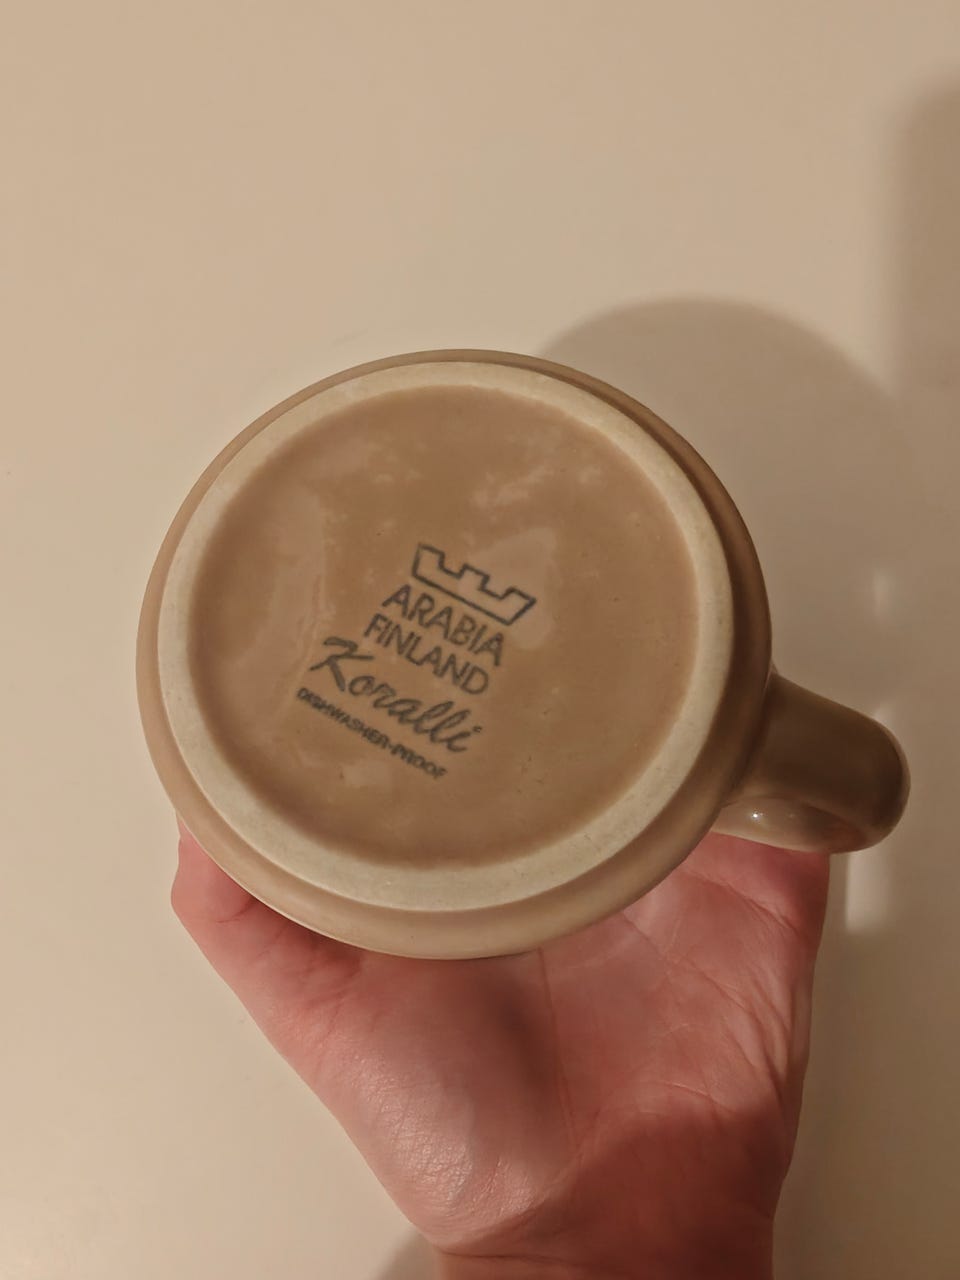 ARABIA
FINLAND
Koralli
DISHWASHER-PROOF